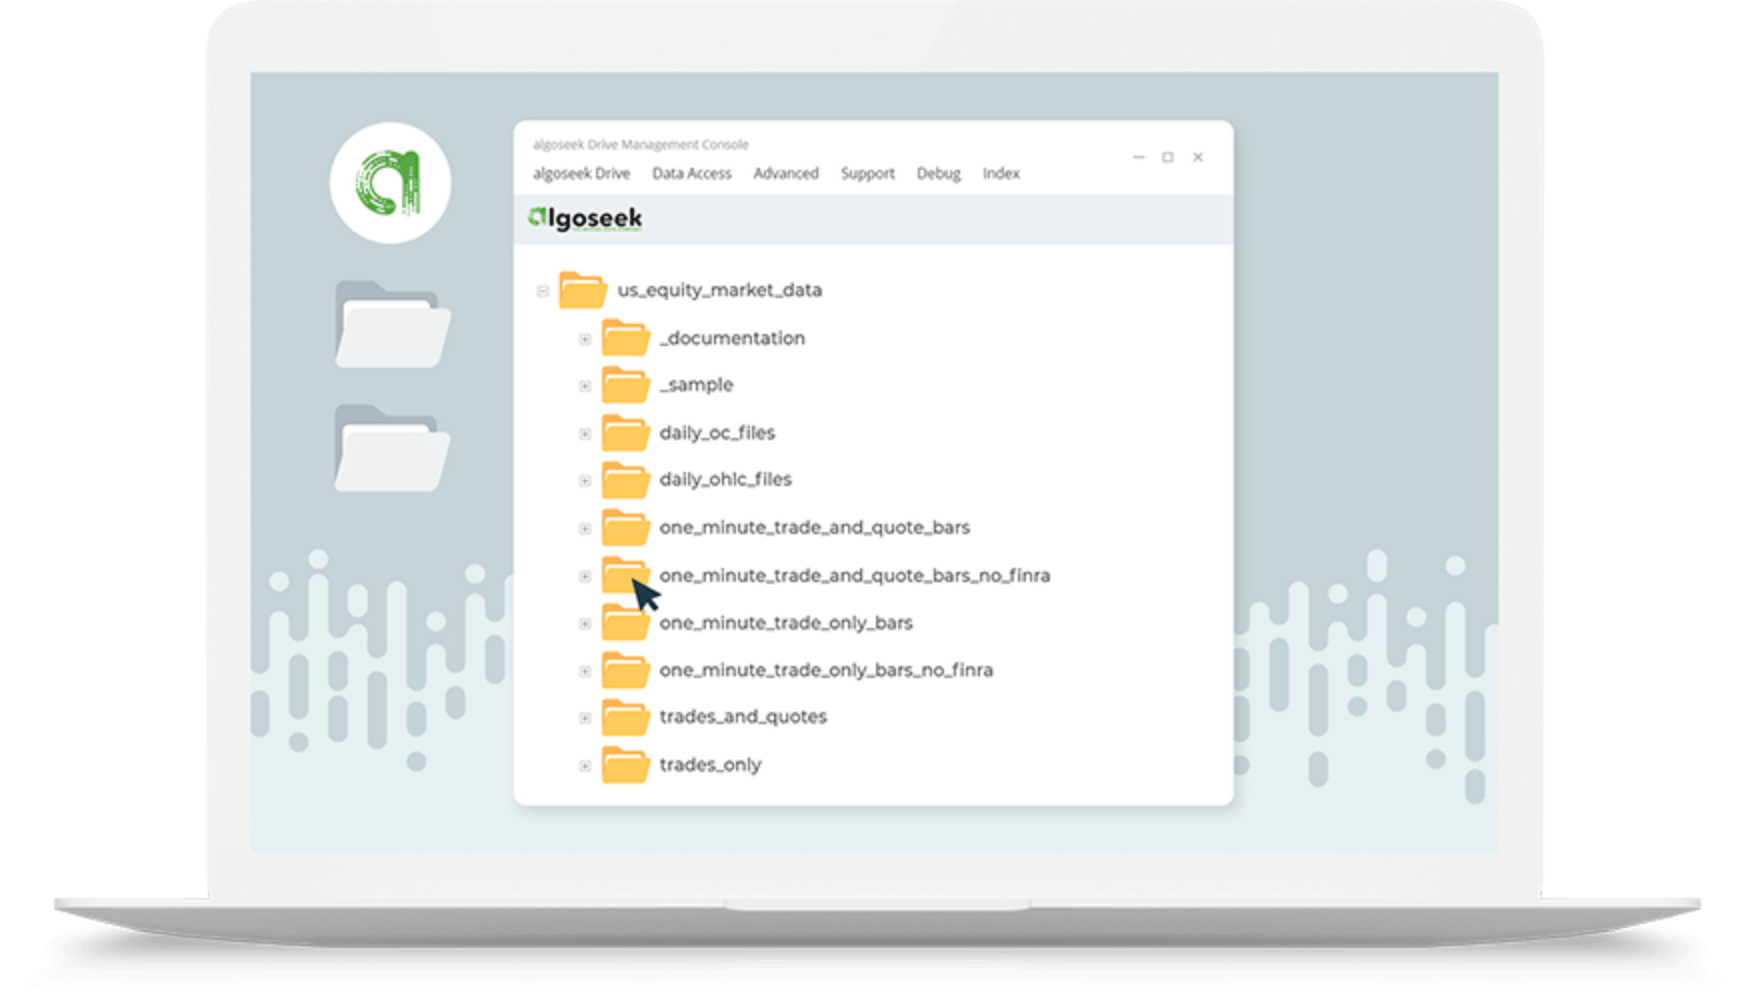 algoseek Drive Management Console
algoseek Drive Data Access Advanced Support Debug Index
algoseek
us_equity_market_data
_documentation
_sample
daily_oc_files
daily_ohlc_files
one_minute_trade_and_quote_bars
one_minute_trade_and_quote_bars_no_finra
one_minute_trade_only_bars
one_minute_trade_only_bars_no_finra
trades_and_quotes
trades_only